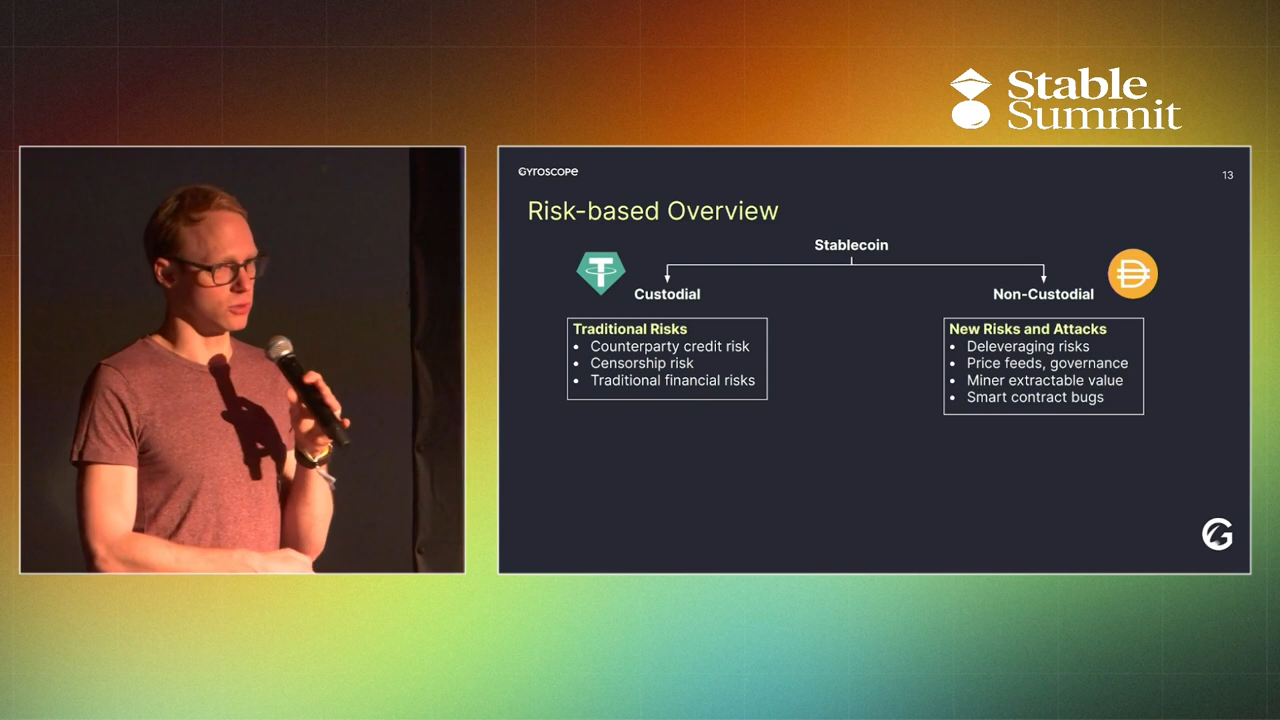 Stable
Summit
GYROSCOPE
13
Risk-based Overview
Stablecoin
Custodial
Non-Custodial
Traditional Risks
• Counterparty credit risk
• Censorship risk
• Traditional financial risks
New Risks and Attacks
• Deleveraging risks
• Price feeds, governance
• Miner extractable value
• Smart contract bugs